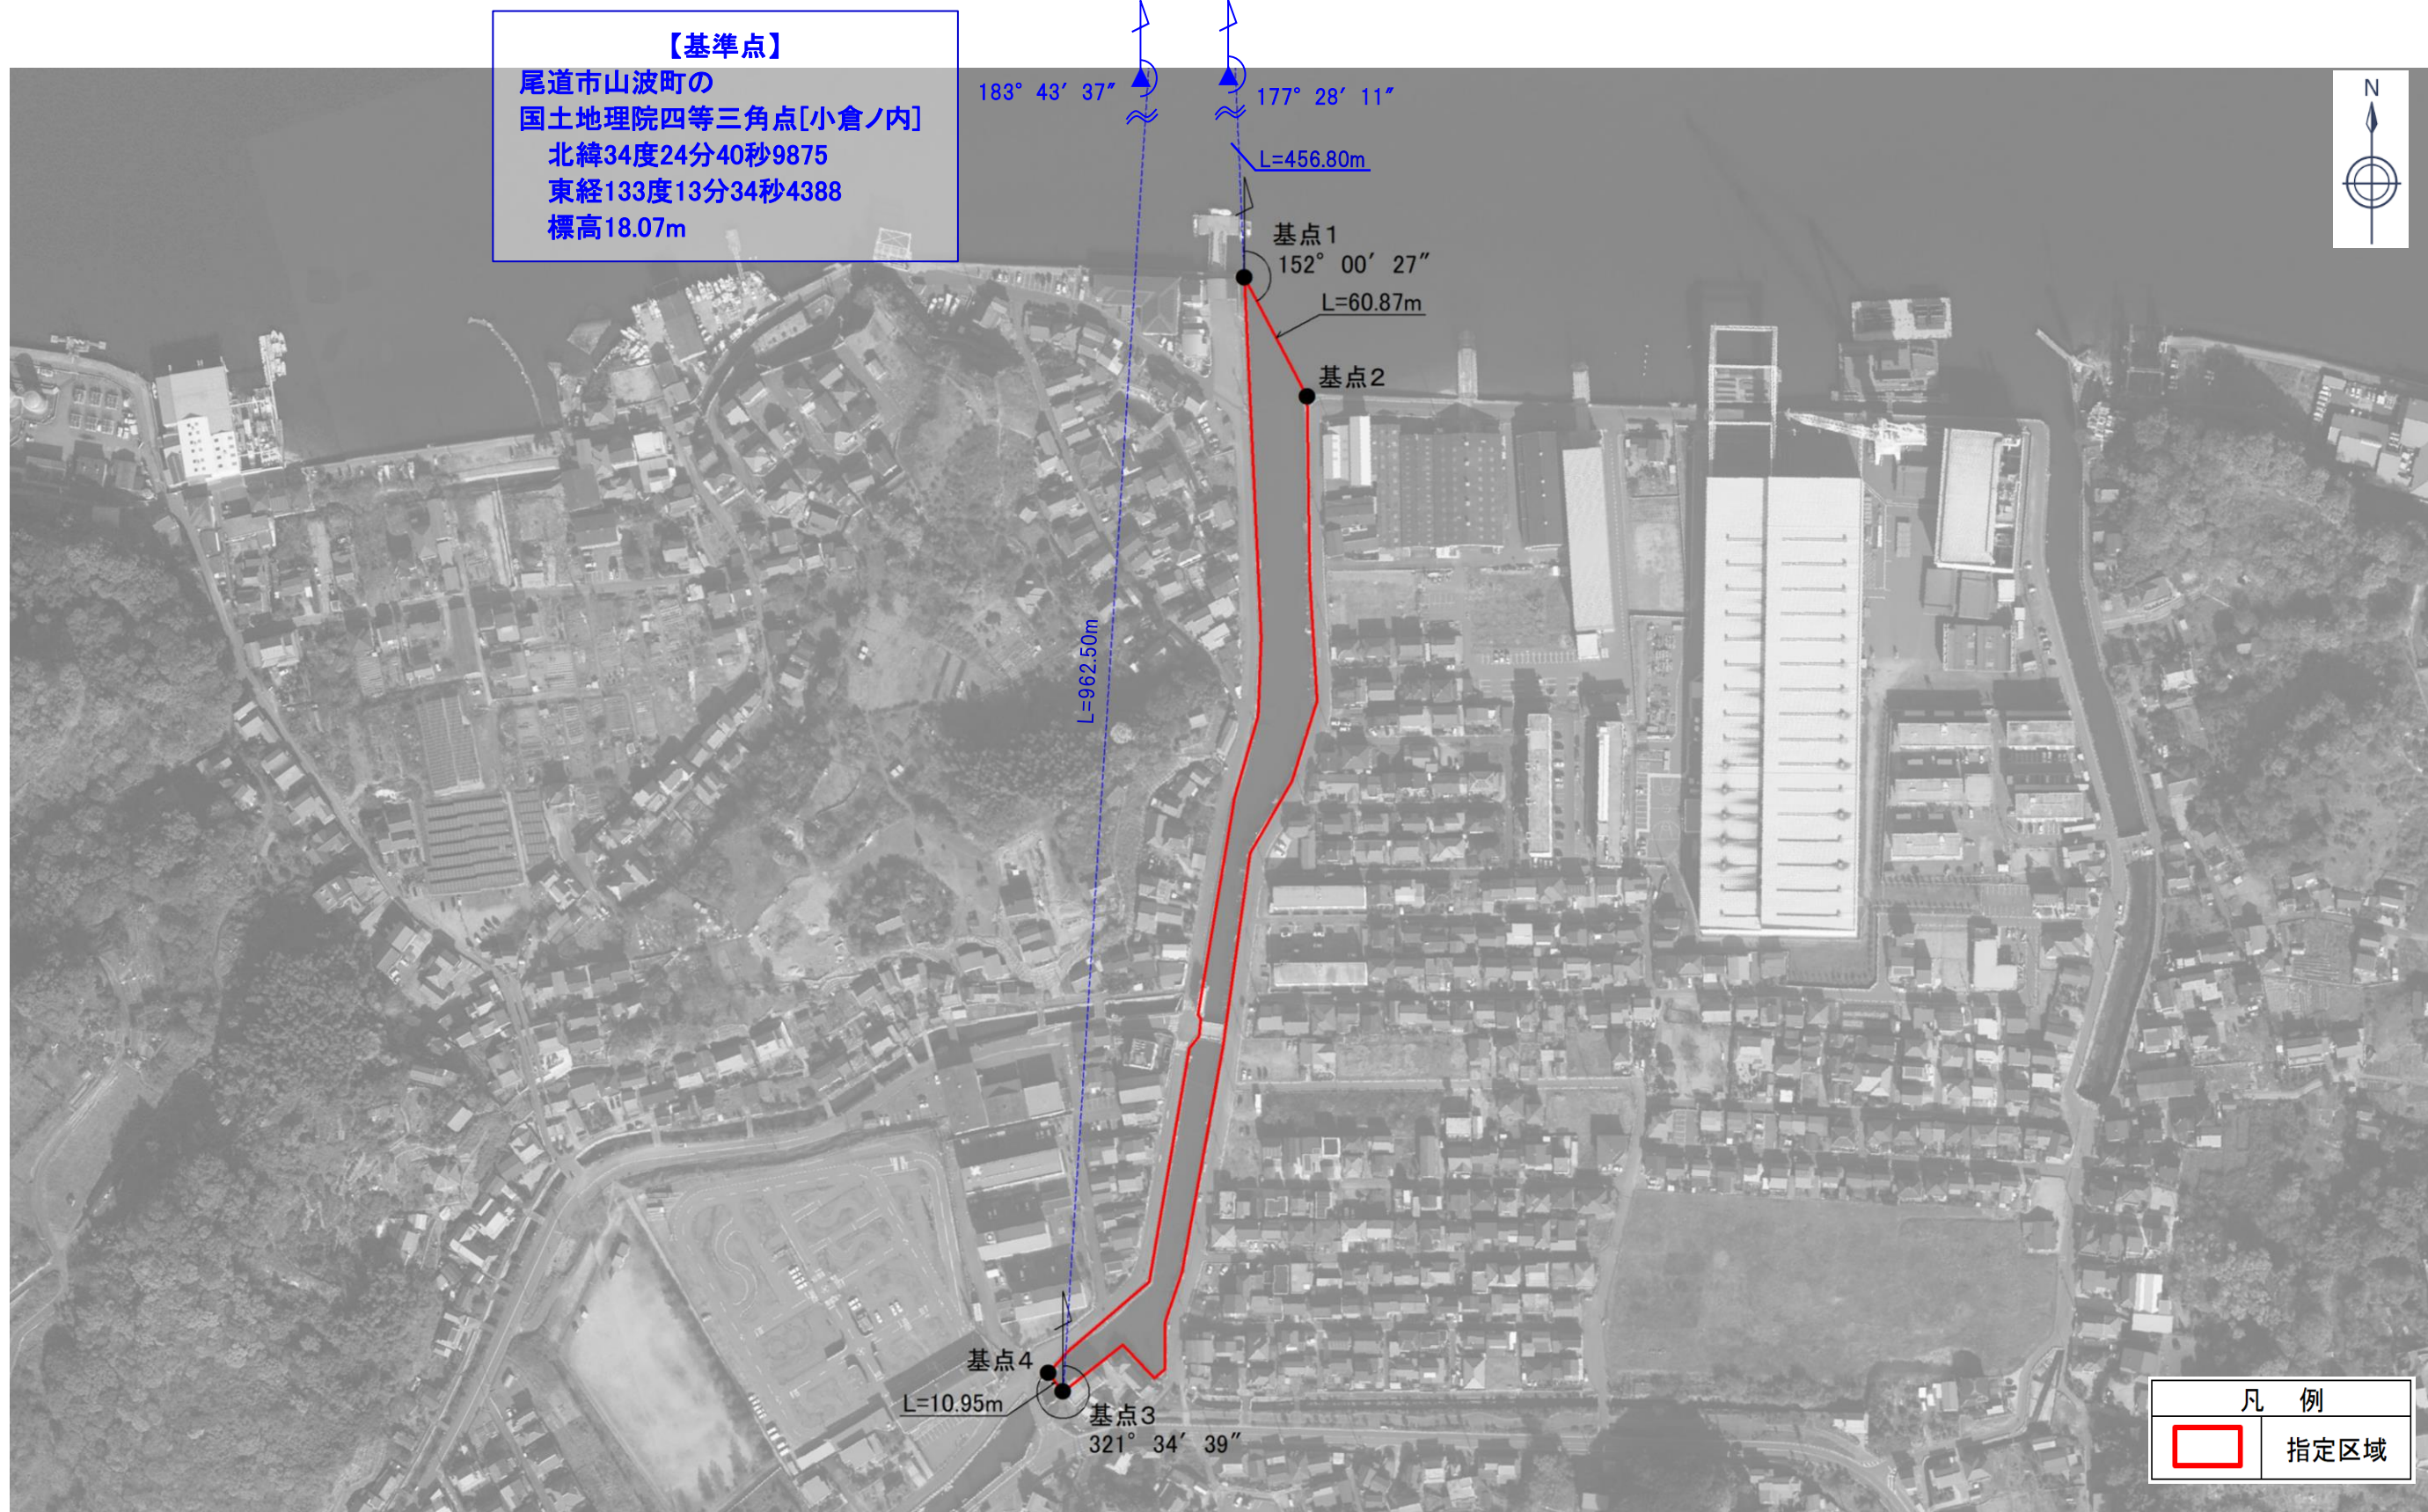 【基準点】
尾道市山波町の
国土地理院四等三角点[小倉ノ内]
北緯34度24分40秒9875
東経133度13分34秒4388
標高18.07m
183° 43′ 37″
177° 28′ 11″
L=456.80m
N
基点1
152° 00′ 27″
L=60.87m
基点2
L=962.50m
基点4
L=10.95m
基点3
321° 34′ 39″
凡 例
指定区域